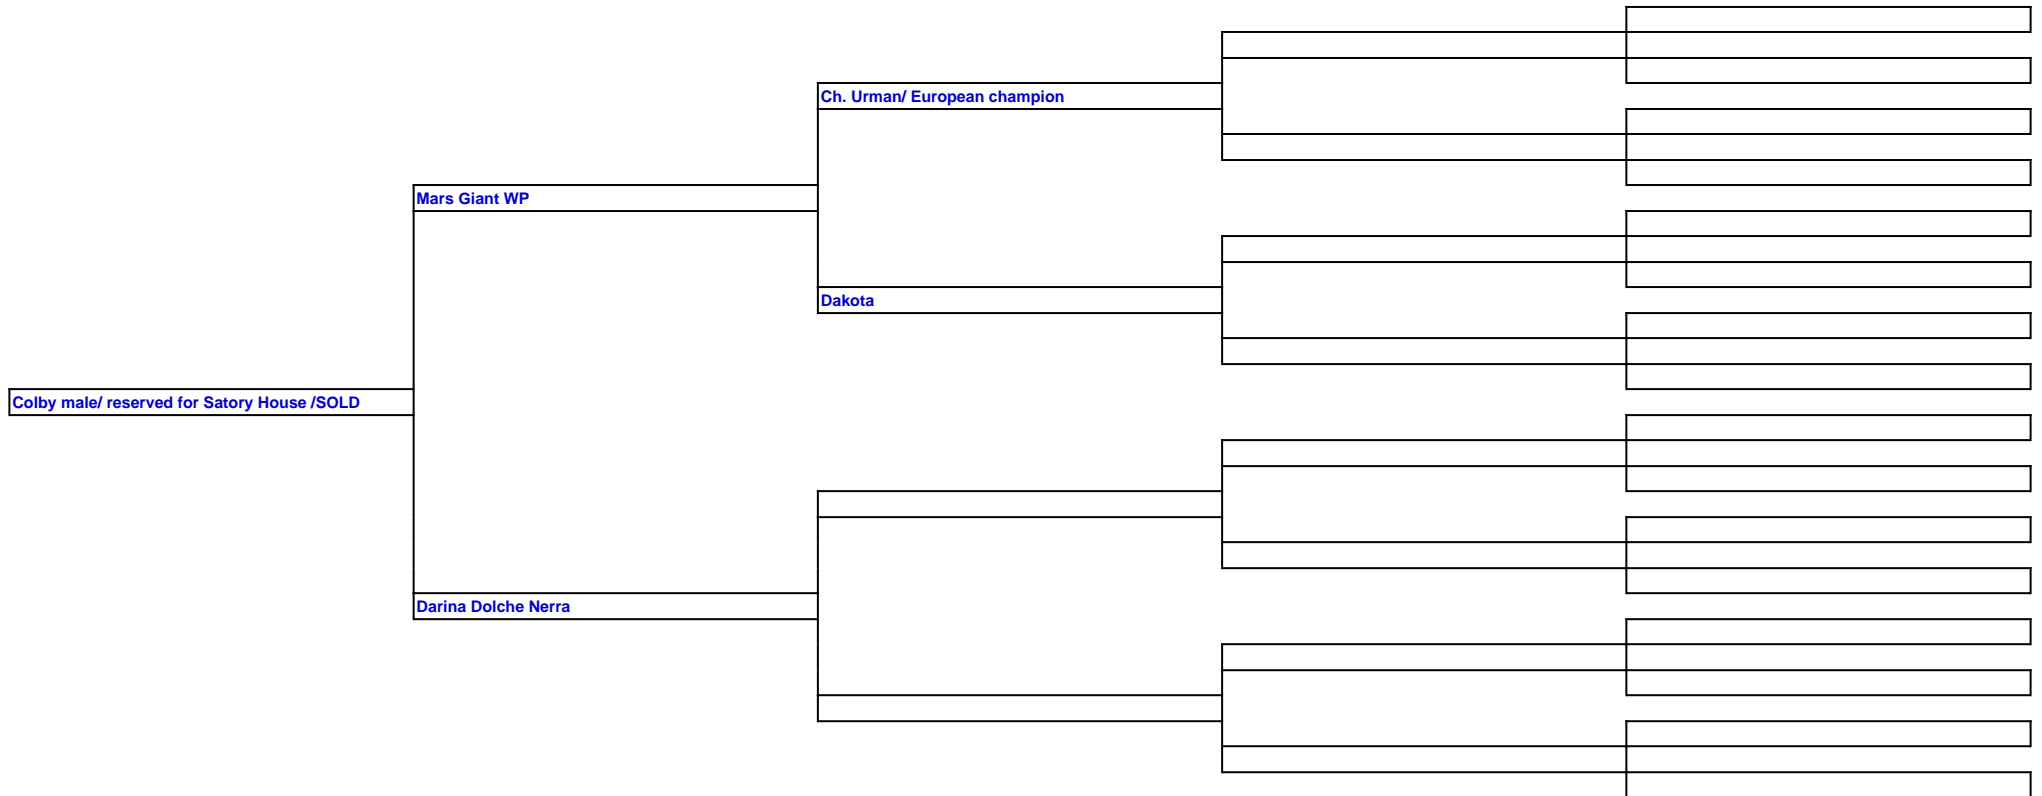 Ch. Urman/ European champion
Mars Giant WP
Dakota
Colby male/ reserved for Satory House /SOLD
Darina Dolche Nerra